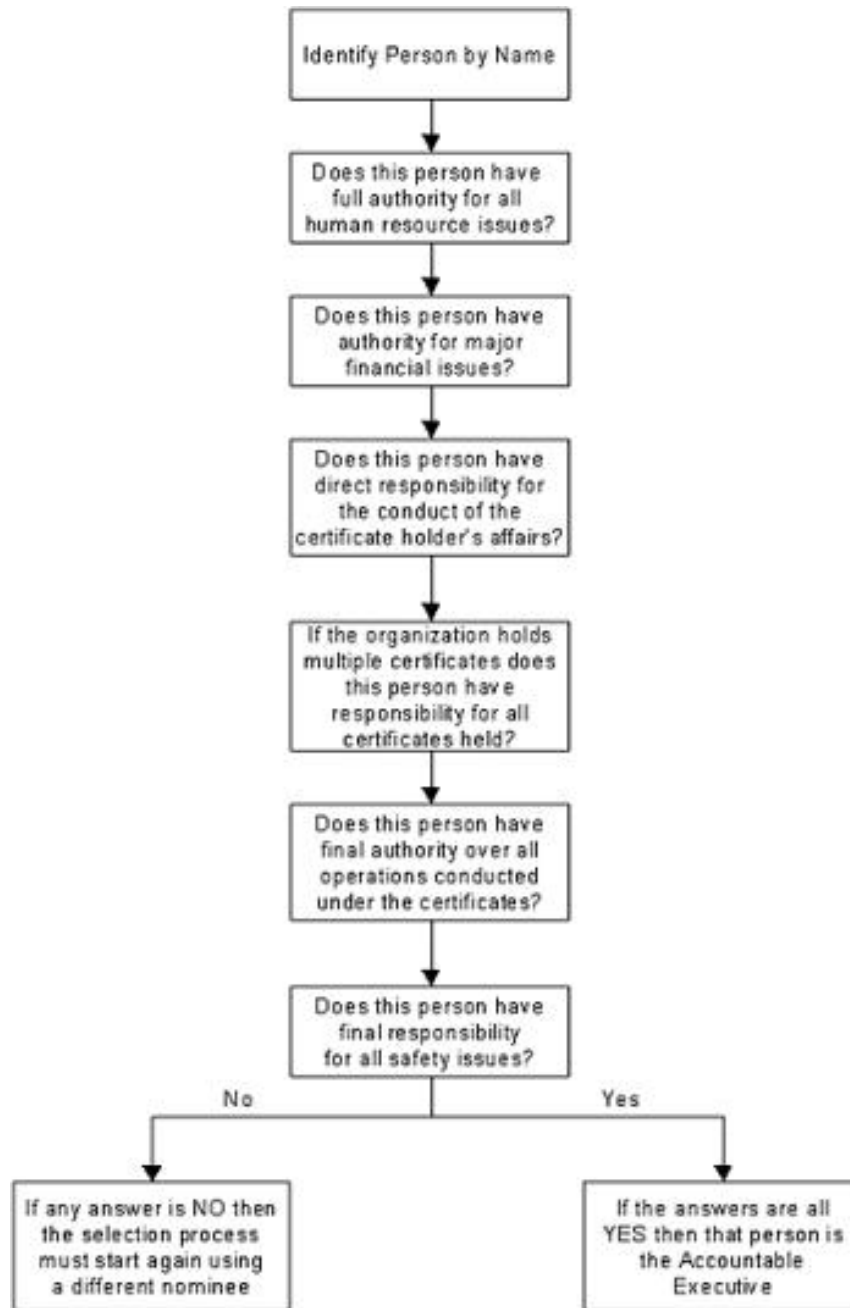 Identify Person by Name
Does this person have
full authority for all
human resource issues?
Does this person have
authority for major
financial issues?
Does this person have
direct responsibility for
the conduct of the
certificate holder's affairs?
If the organization holds
multiple certificates does
this person have
responsibility for all
certificates held?
Does this person have
final authority over all
operations conducted
under the certificates?
Does this person have
final responsibility
for all safety issues?
No
Yes
If any answer is NO then
the selection process
must start again using
a different nominee
If the answers are all
YES then that person is
the Accountable
Executive